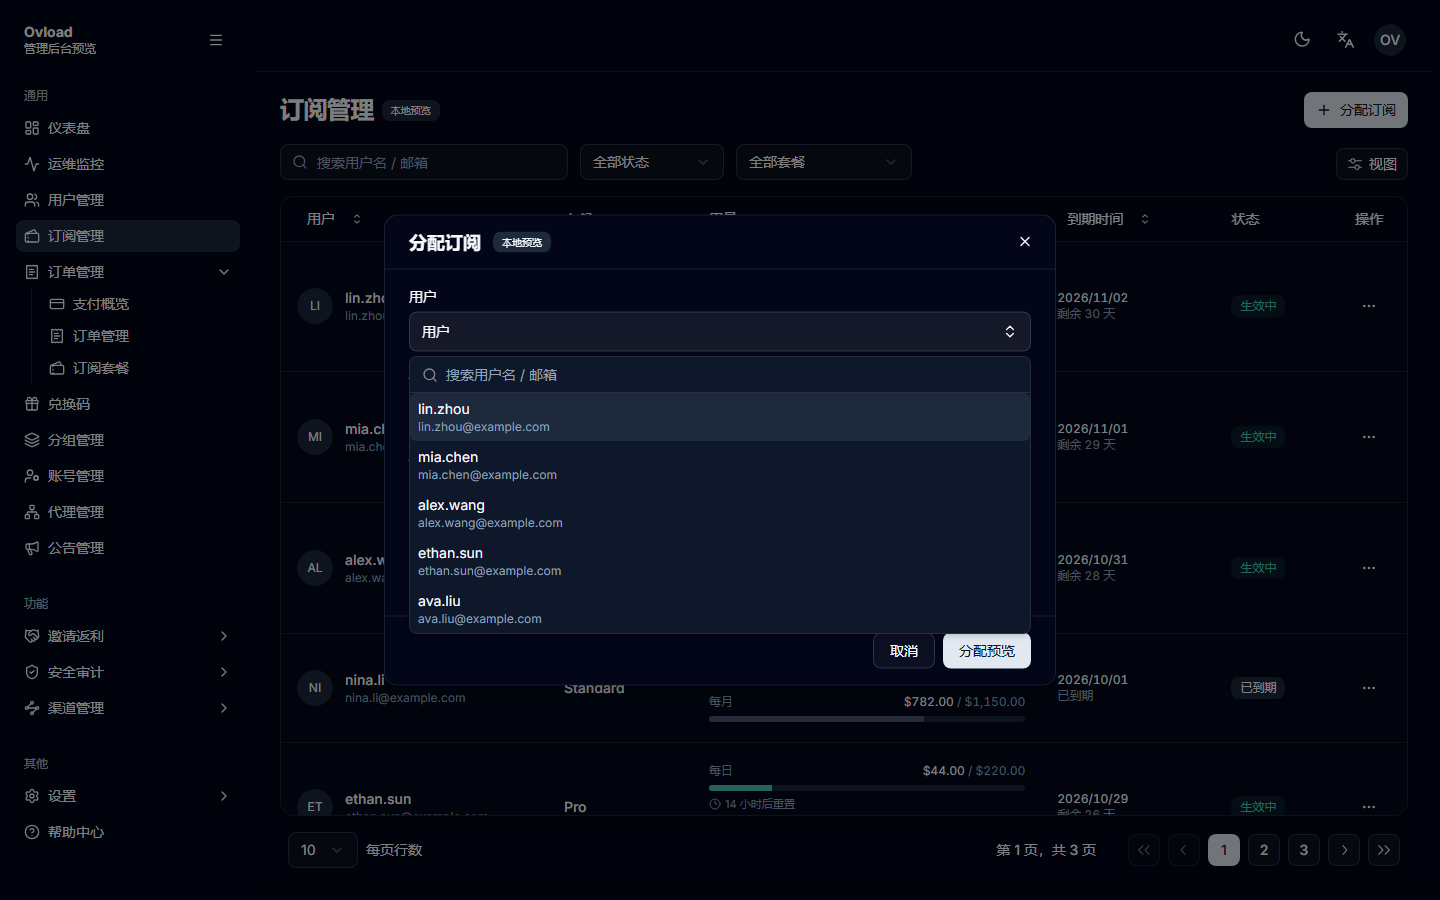 Ovload
管理后台预览
OV
通用
仪表盘
运维监控
用户管理
订阅管理
订单管理
支付概览
订单管理
订阅套餐
兑换码
分组管理
账号管理
代理管理
公告管理
功能
邀请返利
安全审计
渠道管理
其他
设置
帮助中心
订阅管理 本地预览
分配订阅
搜索用户名 / 邮箱
全部状态
全部套餐
视图
用户
到期时间
状态
操作
LI
2026/11/02
剩余 30 天
生效中
MI
2026/11/01
剩余 29 天
生效中
AL
2026/10/31
剩余 28 天
生效中
NI
nina.li@example.com
Standard
每月
$782.00 / $1,150.00
2026/10/01
已到期
已到期
ET
ethan.sun
Pro
每日
$44.00 / $220.00
14 小时后重置
2026/10/29
剩余 26 天
生效中
分配订阅 本地预览
用户
用户
搜索用户名 / 邮箱
lin.zhou
lin.zhou@example.com
mia.chen
mia.chen@example.com
alex.wang
alex.wang@example.com
ethan.sun
ethan.sun@example.com
ava.liu
ava.liu@example.com
取消
分配预览
10
每页行数
第 1 页，共 3 页
1
2
3